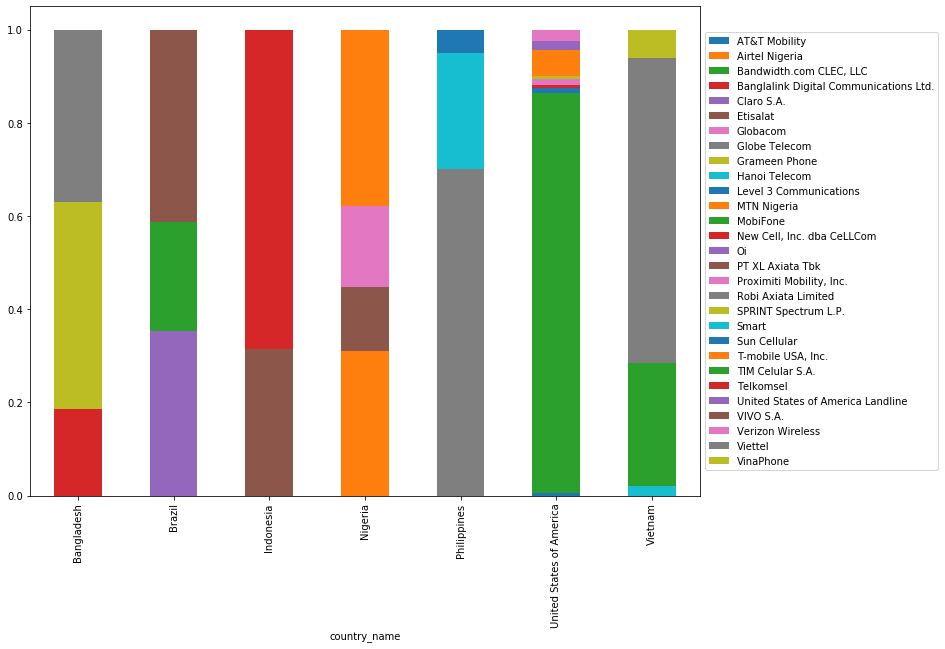 1.0
0.8
0.6
0.4
0.2
0.0
Bangladesh
Brazil
Indonesia
Nigeria
Philippines
United States of America
Vietnam
country_name
AT&T Mobility
Airtel Nigeria
Bandwidth.com CLEC, LLC
Banglalink Digital Communications Ltd.
Claro S.A.
Etisalat
Globacom
Globe Telecom
Grameen Phone
Hanoi Telecom
Level 3 Communications
MTN Nigeria
MobiFone
New Cell, Inc. dba CeLLCom
Oi
PT XL Axiata Tbk
Proximiti Mobility, Inc.
Robi Axiata Limited
SPRINT Spectrum L.P.
Smart
Sun Cellular
T-mobile USA, Inc.
TIM Celular S.A.
Telkomsel
United States of America Landline
VIVO S.A.
Verizon Wireless
Viettel
VinaPhone